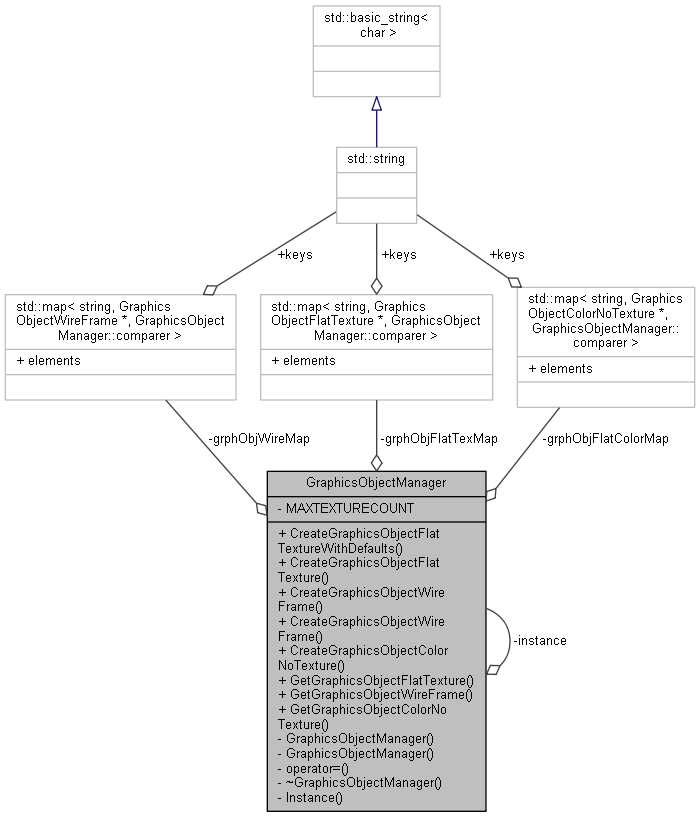 std::basic_string<
char >
std::string
+keys
+keys
+keys
std::map< string, Graphics
ObjectWireFrame *, GraphicsObject
Manager::comparer >
+ elements
std::map< string, Graphics
ObjectFlatTexture *, GraphicsObject
Manager::comparer >
+ elements
std::map< string, Graphics
ObjectColorNoTexture *,
GraphicsObjectManager::
comparer >
+ elements
-grphObjWireMap
-grphObjFlatTexMap
-grphObjFlatColorMap
GraphicsObjectManager
- MAXTEXTURECOUNT
+ CreateGraphicsObjectFlat
TextureWithDefaults()
+ CreateGraphicsObjectFlat
Texture()
+ CreateGraphicsObjectWire
Frame()
+ CreateGraphicsObjectWire
Frame()
+ CreateGraphicsObjectColor
NoTexture()
+ GetGraphicsObjectFlatTexture()
+ GetGraphicsObjectWireFrame()
+ GetGraphicsObjectColorNo
Texture()
- GraphicsObjectManager()
- GraphicsObjectManager()
- operator=()
- ~GraphicsObjectManager()
- Instance()
-instance